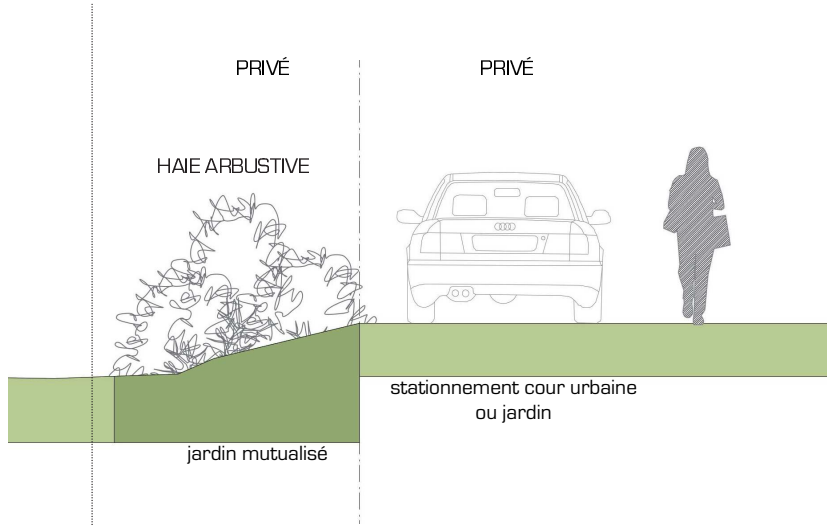 PRIVÉ
PRIVÉ
HAIE ARBUSTIVE
stationnement cour urbaine
ou jardin
jardin mutualisé